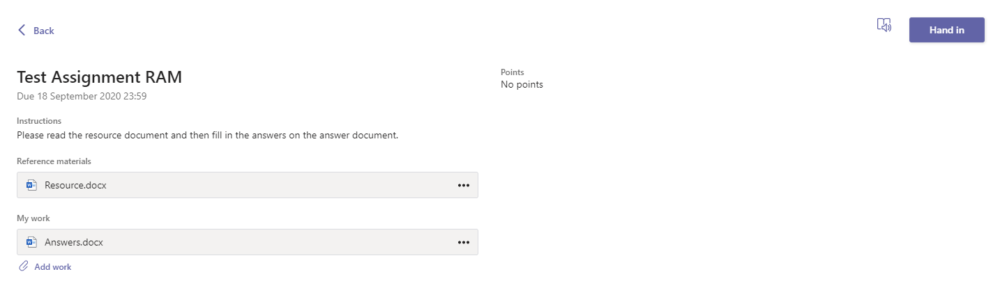 Back
Hand in
Test Assignment RAM
Due 18 September 2020 23:59
Points
No points
Instructions
Please read the resource document and then fill in the answers on the answer document.
Reference materials
Resource.docx
My work
Answers.docx
Add work